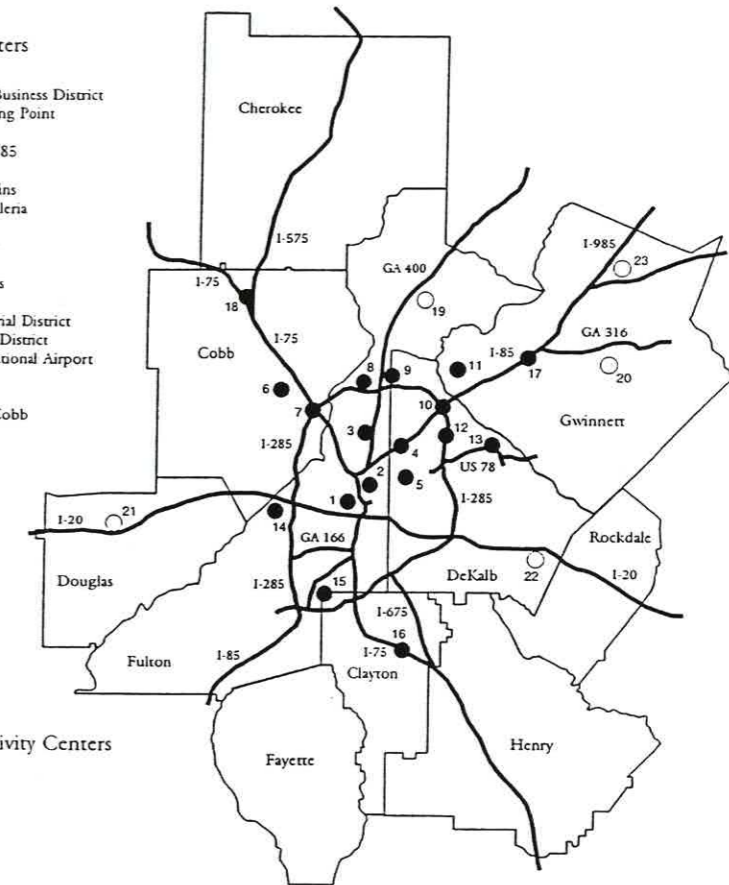 ters
Business District
ng Point
85
ins
leria
s
ial District
District
tional Airport
Cobb
ivity Centers
Cherokee
I-575
I-75
18
GA 400
19
I-985
23
I-75
Cobb
8
9
11
I-85
GA 316
17
20
6
7
10
Gwinnett
3
12
4
13
I-285
US 78
2
5
1
I-285
21
I-20
14
GA 166
Rockdale
Douglas
22
DeKalb
I-20
I-285
15
I-675
16
Fulton
I-85
I-75
Clayton
Henry
Fayette